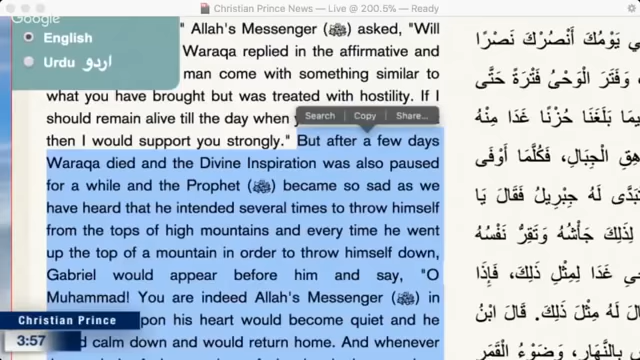 Christian Prince News — Live @ 200.5% — Ready
Google
English
Urdu اردو
" Allah's Messenger (ﷺ) asked, "Will
Waraqa replied in the affirmative and
man come with something similar to
what you have brought but was treated with hostility. If I
should remain alive till the day when
then I would support you strongly." But after a few days
Search Copy Share...
Waraqa died and the Divine Inspiration was also paused
for a while and the Prophet (ﷺ) became so sad as we
have heard that he intended several times to throw himself
from the tops of high mountains and every time he went
up the top of a mountain in order to throw himself down,
Gabriel would appear before him and say, "O
Muhammad! You are indeed Allah's Messenger (ﷺ) in
upon his heart would become quiet and he
calm down and would return home. And whenever
يَوْمُكَ أَنْصُرْكَ نَصْرًا
وَفَتَرَ الْوَحْىُ فَتْرَةً حَتَّى
بَلَغَنَا حُزْنًا غَدَا مِنْهُ
الْجِبَالِ، فَكُلَّمَا أَوْفَى
تَبَدَّى لَهُ جِبْرِيلُ فَقَالَ يَا
لِذَلِكَ جَأْشُهُ وَتَقِرُّ نَفْسُهُ
غَدَا لِمِثْلِ ذَلِكَ، فَإِذَا
لَهُ مِثْلَ ذَلِكَ. قَالَ ابْنُ
بِالنَّهَارِ، وَضَوْءُ الْقَمَرِ
Christian Prince
3:57